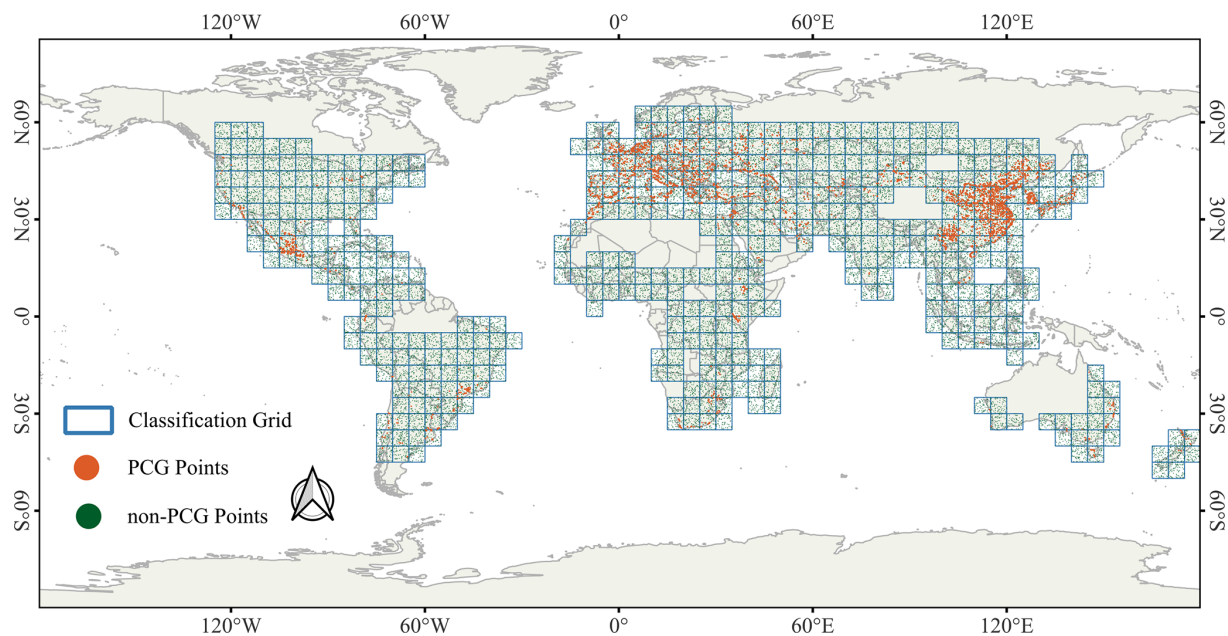 120°W 60°W 0° 60°E 120°E
60°N 60°N
30°N 30°N
0° 0°
30°S 30°S
60°S 60°S
Classification Grid
PCG Points
non-PCG Points
120°W 60°W 0° 60°E 120°E